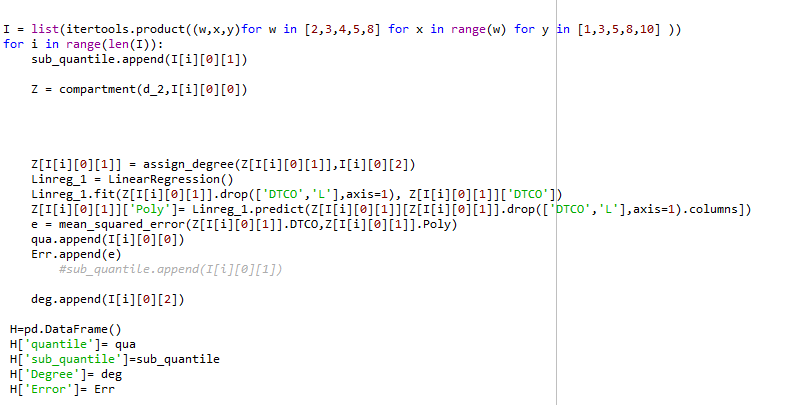 I = list(itertools.product((w,x,y)for w in [2,3,4,5,8] for x in range(w) for y in [1,3,5,8,10] ))
for i in range(len(I)):
sub_quantile.append(I[i][0][1])
Z = compartment(d_2,I[i][0][0])
Z[I[i][0][1]] = assign_degree(Z[I[i][0][1]],I[i][0][2])
Linreg_1 = LinearRegression()
Linreg_1.fit(Z[I[i][0][1]].drop(['DTCO','L'],axis=1), Z[I[i][0][1]]['DTCO'])
Z[I[i][0][1]]['Poly']= Linreg_1.predict(Z[I[i][0][1]][Z[I[i][0][1]].drop(['DTCO','L'],axis=1).columns])
e = mean_squared_error(Z[I[i][0][1]].DTCO,Z[I[i][0][1]].Poly)
qua.append(I[i][0][0])
Err.append(e)
#sub_quantile.append(I[i][0][1])
deg.append(I[i][0][2])
H=pd.DataFrame()
H['quantile']= qua
H['sub_quantile']=sub_quantile
H['Degree']= deg
H['Error']= Err